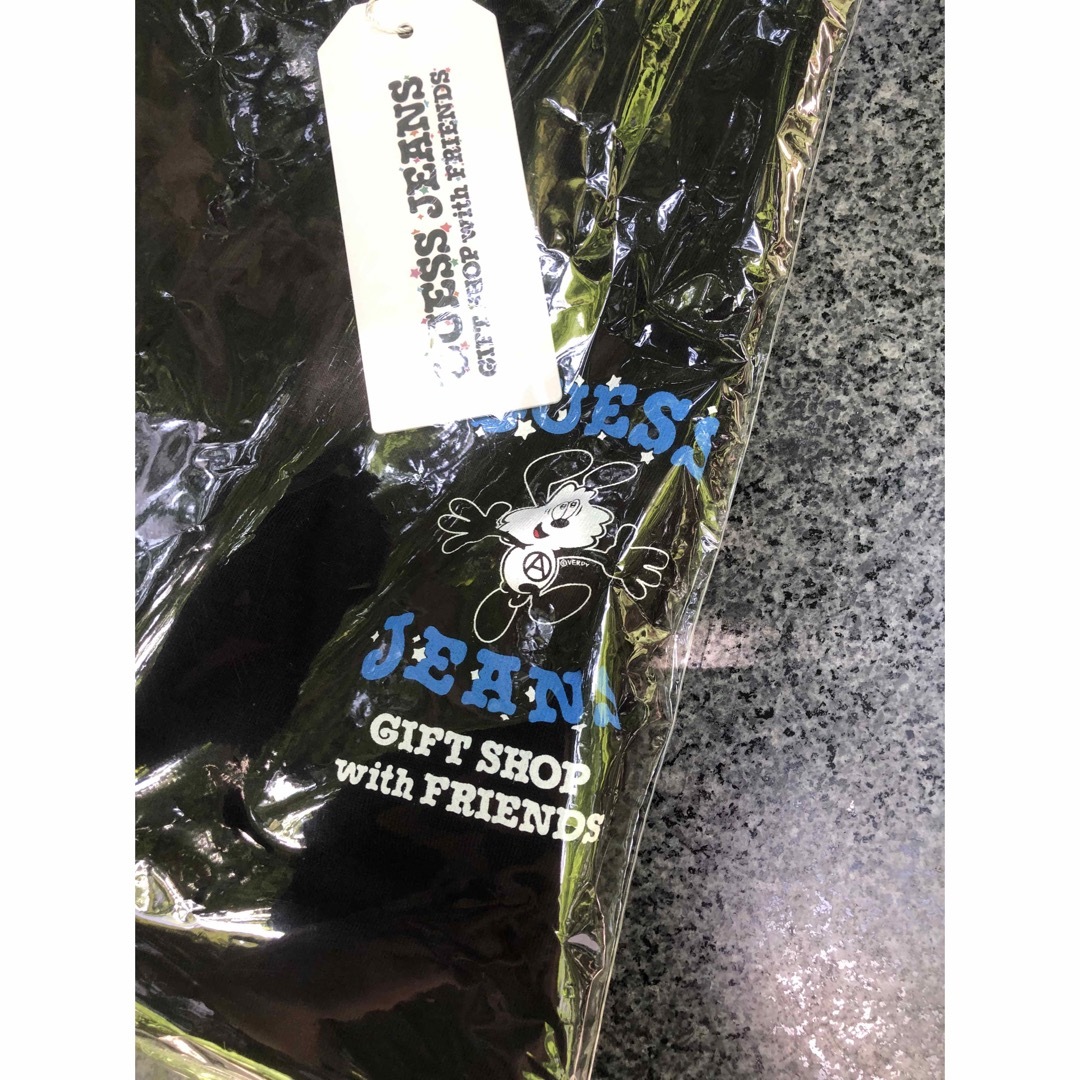 GUESS JEANS
GIFT SHOP with FRIENDS
GUESS
A
©VERDY
JEANS
GIFT SHOP
with FRIENDS